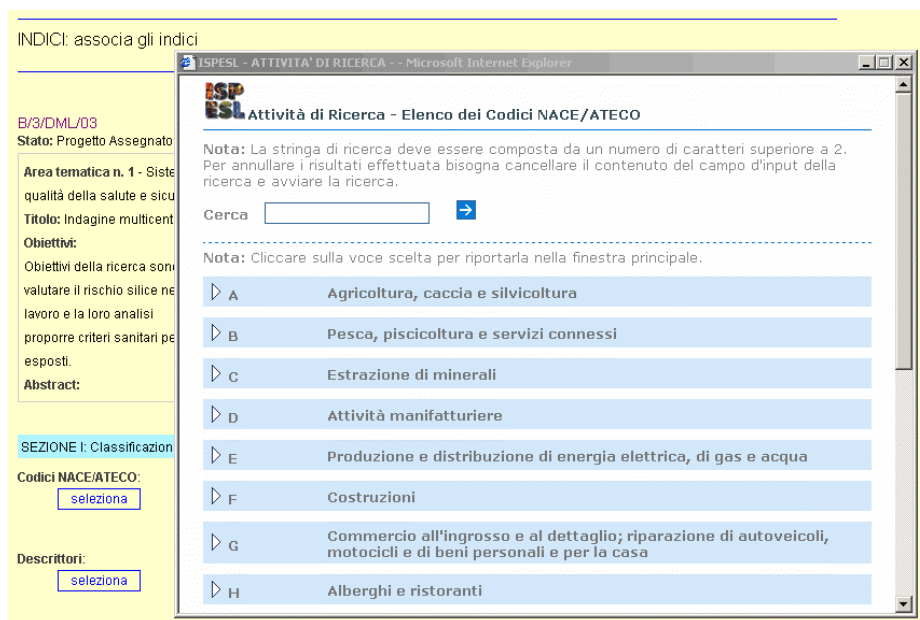 INDICI: associa gli indici
B/3/DML/03
Stato: Progetto Assegnato
Area tematica n. 1 - Siste
qualità della salute e sicu
Titolo: Indagine multicent
Obiettivi:
Obiettivi della ricerca son
valutare il rischio silice ne
lavoro e la loro analisi
proporre criteri sanitari pe
esposti.
Abstract:
SEZIONE I: Classificazion
Codici NACE/ATECO:
seleziona
Descrittori:
seleziona
ISPESL - ATTIVITA' DI RICERCA - - Microsoft Internet Explorer
ISP
ESL
Attività di Ricerca - Elenco dei Codici NACE/ATECO
Nota: La stringa di ricerca deve essere composta da un numero di caratteri superiore a 2.
Per annullare i risultati effettuata bisogna cancellare il contenuto del campo d'input della
ricerca e avviare la ricerca.
Cerca
Nota: Cliccare sulla voce scelta per riportarla nella finestra principale.
A Agricoltura, caccia e silvicoltura
B Pesca, piscicoltura e servizi connessi
C Estrazione di minerali
D Attività manifatturiere
E Produzione e distribuzione di energia elettrica, di gas e acqua
F Costruzioni
G Commercio all'ingrosso e al dettaglio; riparazione di autoveicoli,
motocicli e di beni personali e per la casa
H Alberghi e ristoranti